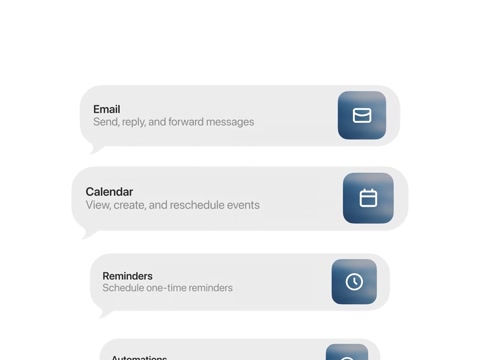 Email
Send, reply, and forward messages
Calendar
View, create, and reschedule events
Reminders
Schedule one-time reminders
Automations